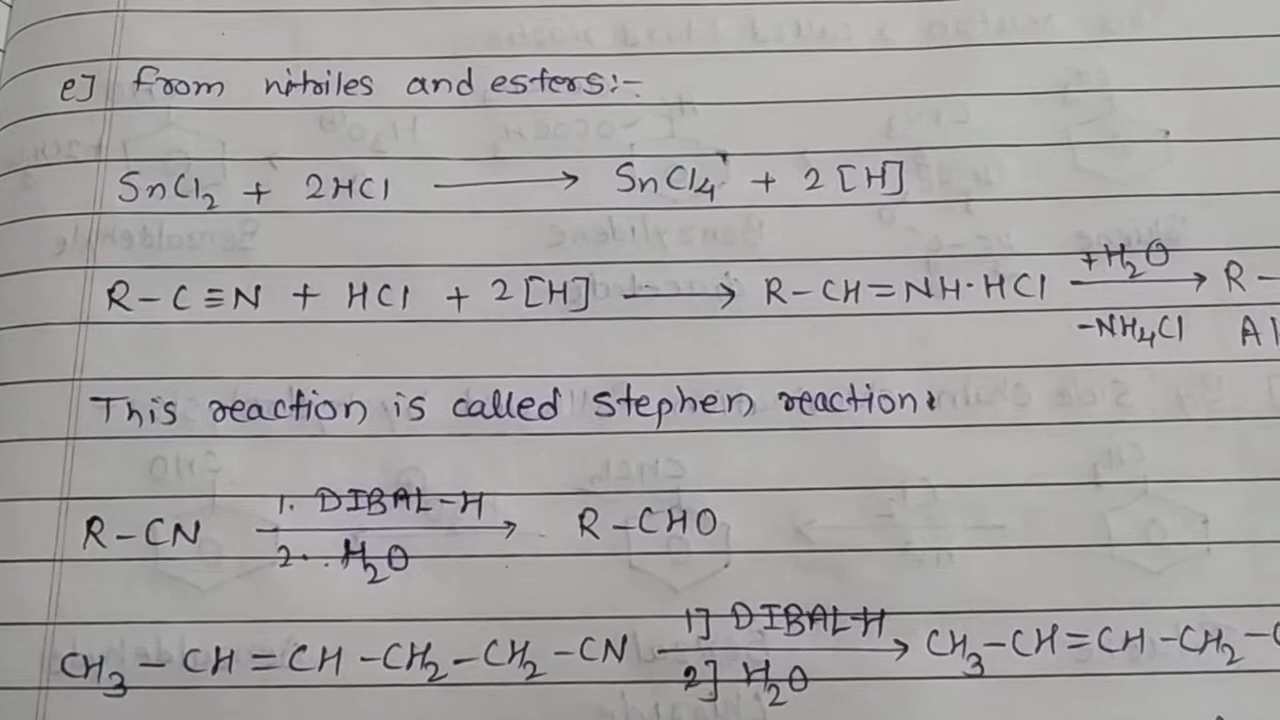 e] from nitriles and esters:-
SnCl₂ + 2HCl ⟶ SnCl₄ + 2[H]
R-C≡N + HCl + 2[H] ⟶ R-CH=NH·HCl +H₂O ⟶ R-
-NH₄Cl Al
This reaction is called Stephen reaction.
1. DIBAL-H
R-CN ⟶ R-CHO
2. H₂O
1] DIBAL-H
CH₃-CH=CH-CH₂-CH₂-CN ⟶ CH₃-CH=CH-CH₂-C
2] H₂O